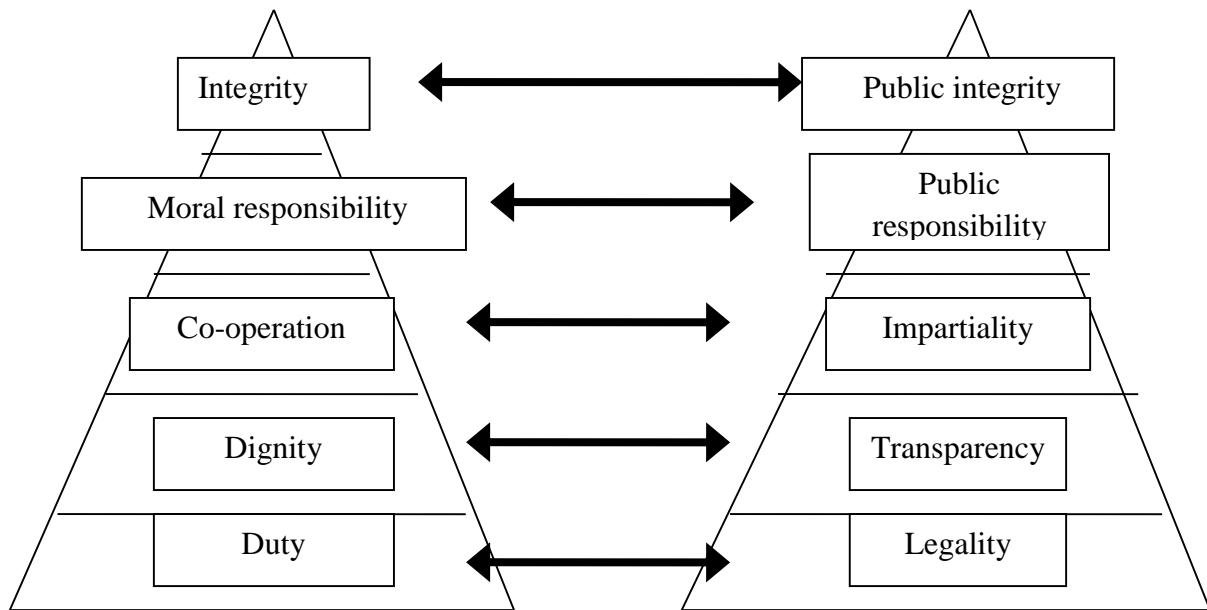 Integrity
Public integrity
Moral responsibility
Public
responsibility
Co-operation
Impartiality
Dignity
Transparency
Duty
Legality